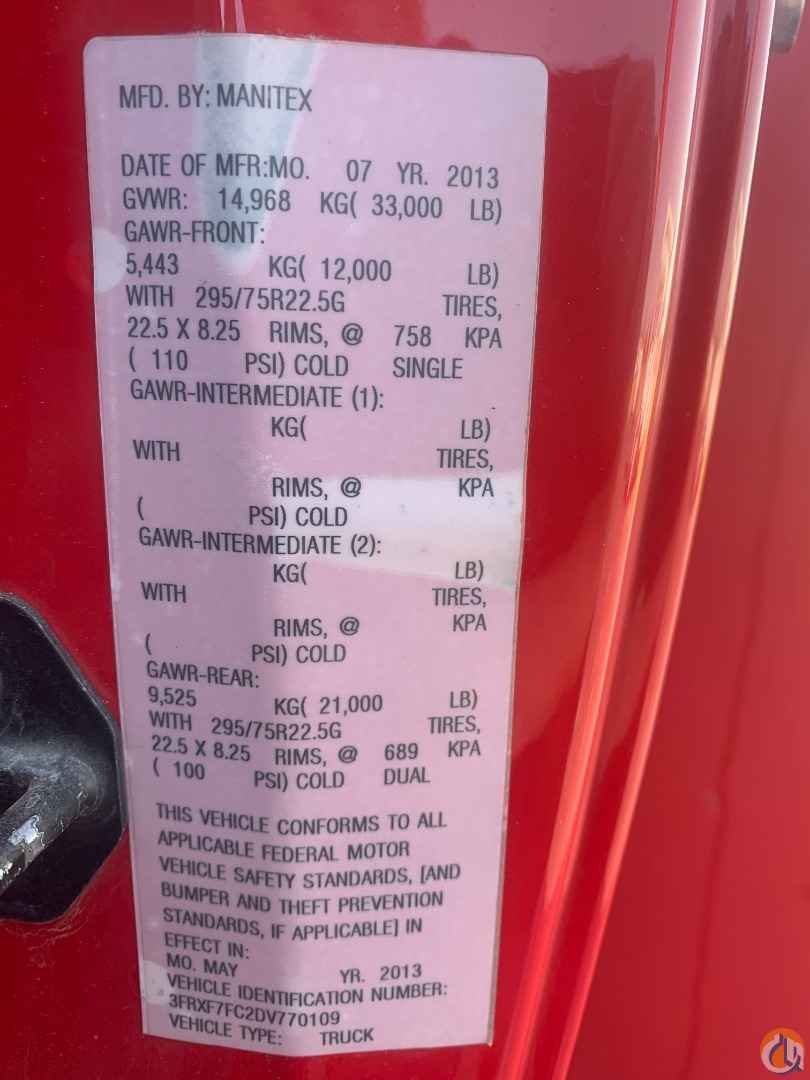 MFD. BY: MANITEX
DATE OF MFR:MO. 07 YR. 2013
GVWR: 14,968 KG( 33,000 LB)
GAWR-FRONT:
5,443 KG( 12,000 LB)
WITH 295/75R22.5G TIRES,
22.5 X 8.25 RIMS, @ 758 KPA
( 110 PSI) COLD SINGLE
GAWR-INTERMEDIATE (1):
KG( LB)
WITH TIRES,
RIMS, @ KPA
( PSI) COLD
GAWR-INTERMEDIATE (2):
KG( LB)
WITH TIRES,
RIMS, @ KPA
( PSI) COLD
GAWR-REAR:
9,525 KG( 21,000 LB)
WITH 295/75R22.5G TIRES,
22.5 X 8.25 RIMS, @ 689 KPA
( 100 PSI) COLD DUAL
THIS VEHICLE CONFORMS TO ALL
APPLICABLE FEDERAL MOTOR
VEHICLE SAFETY STANDARDS, [AND
BUMPER AND THEFT PREVENTION
STANDARDS, IF APPLICABLE] IN
EFFECT IN:
MO. MAY YR. 2013
VEHICLE IDENTIFICATION NUMBER:
3FRXF7FC2DV770109
VEHICLE TYPE: TRUCK